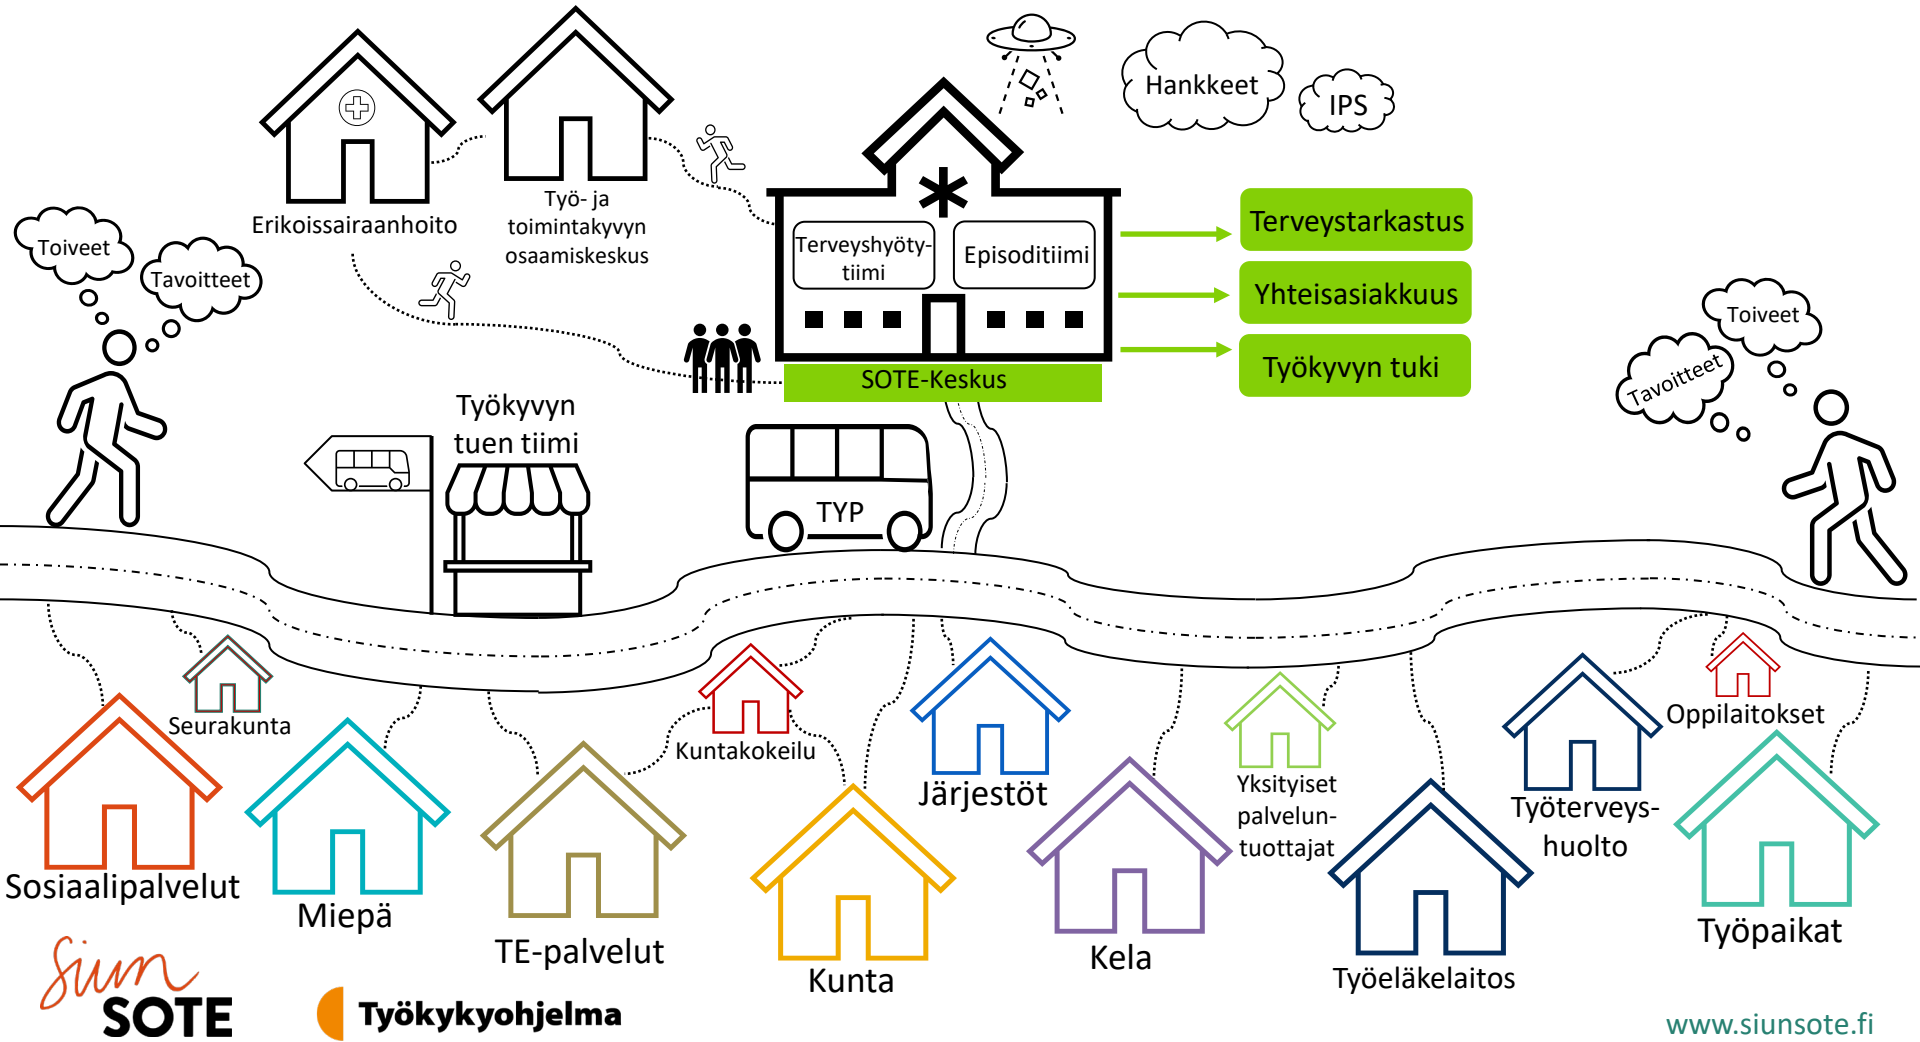 Hankkeet
IPS
Erikoissairaanhoito
Työ- ja
toimintakyvyn
osaamiskeskus
Toiveet
Tavoitteet
Terveyshyöty-
tiimi
Episoditiimi
SOTE-Keskus
Terveystarkastus
Yhteisasiakkuus
Työkyvyn tuki
Toiveet
Tavoitteet
Työkyvyn
tuen tiimi
TYP
Seurakunta
Sosiaalipalvelut
Miepä
TE-palvelut
Kuntakokeilu
Kunta
Järjestöt
Kela
Yksityiset
palvelun-
tuottajat
Työeläkelaitos
Työterveys-
huolto
Oppilaitokset
Työpaikat
Siun
SOTE
Työkykyohjelma
www.siunsote.fi